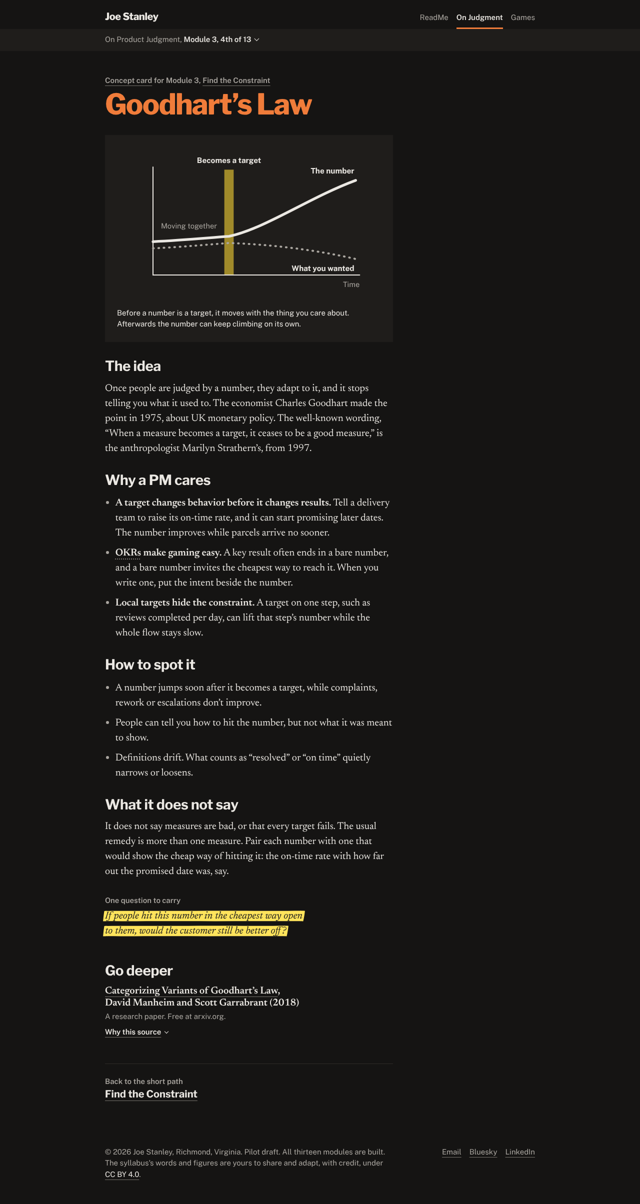 Joe Stanley
ReadMe On Judgment Games
On Product Judgment, Module 3, 4th of 13
Concept card for Module 3, Find the Constraint
Goodhart’s Law
Becomes a target
The number
Moving together
What you wanted
Time
Before a number is a target, it moves with the thing you care about.
Afterwards the number can keep climbing on its own.
The idea
Once people are judged by a number, they adapt to it, and it stops
telling you what it used to. The economist Charles Goodhart made the
point in 1975, about UK monetary policy. The well-known wording,
“When a measure becomes a target, it ceases to be a good measure,” is
the anthropologist Marilyn Strathern’s, from 1997.
Why a PM cares
A target changes behavior before it changes results. Tell a delivery
team to raise its on-time rate, and it can start promising later dates.
The number improves while parcels arrive no sooner.
OKRs make gaming easy. A key result often ends in a bare number,
and a bare number invites the cheapest way to reach it. When you
write one, put the intent beside the number.
Local targets hide the constraint. A target on one step, such as
reviews completed per day, can lift that step’s number while the
whole flow stays slow.
How to spot it
A number jumps soon after it becomes a target, while complaints,
rework or escalations don’t improve.
People can tell you how to hit the number, but not what it was meant
to show.
Definitions drift. What counts as “resolved” or “on time” quietly
narrows or loosens.
What it does not say
It does not say measures are bad, or that every target fails. The usual
remedy is more than one measure. Pair each number with one that
would show the cheap way of hitting it: the on-time rate with how far
out the promised date was, say.
One question to carry
If people hit this number in the cheapest way open
to them, would the customer still be better off?
Go deeper
Categorizing Variants of Goodhart’s Law,
David Manheim and Scott Garrabrant (2018)
A research paper. Free at arxiv.org.
Why this source
Back to the short path
Find the Constraint
© 2026 Joe Stanley, Richmond, Virginia. Pilot draft. All thirteen modules are built.
The syllabus’s words and figures are yours to share and adapt, with credit, under
CC BY 4.0.
Email Bluesky LinkedIn